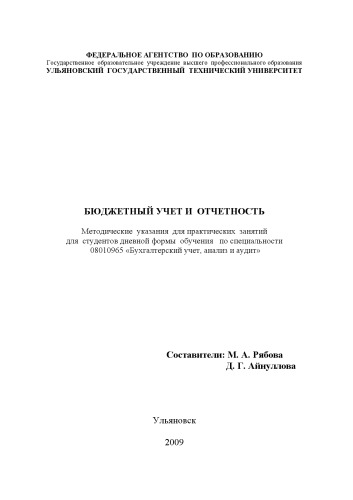 ФЕДЕРАЛЬНОЕ АГЕНТСТВО ПО ОБРАЗОВАНИЮ
Государственное образовательное учреждение высшего профессионального образования
УЛЬЯНОВСКИЙ ГОСУДАРСТВЕННЫЙ ТЕХНИЧЕСКИЙ УНИВЕРСИТЕТ
БЮДЖЕТНЫЙ УЧЕТ И ОТЧЕТНОСТЬ
Методические указания для практических занятий
для студентов дневной формы обучения по специальности
08010965 «Бухгалтерский учет, анализ и аудит»
Составители: М. А. Рябова
Д. Г. Айнуллова
Ульяновск
2009